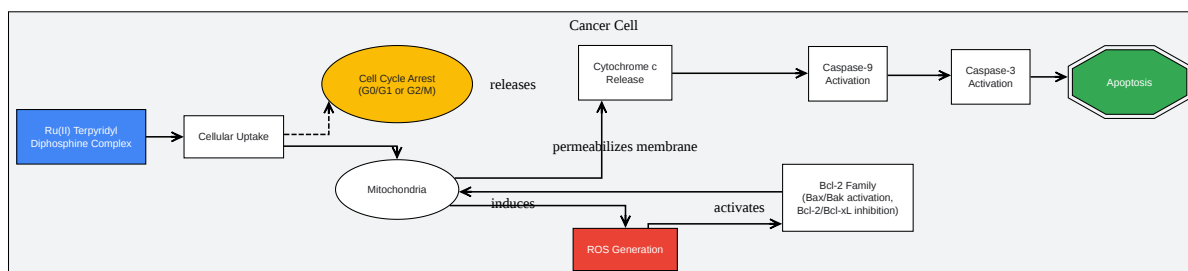 Cancer Cell
Cell Cycle Arrest
(G0/G1 or G2/M)
releases
Cytochrome c
Release
Caspase-9
Activation
Caspase-3
Activation
Apoptosis
Ru(II) Terpyridyl
Diphosphine Complex
Cellular Uptake
permeabilizes membrane
Mitochondria
induces
activates
Bcl-2 Family
(Bax/Bak activation,
Bcl-2/Bcl-xL inhibition)
ROS Generation